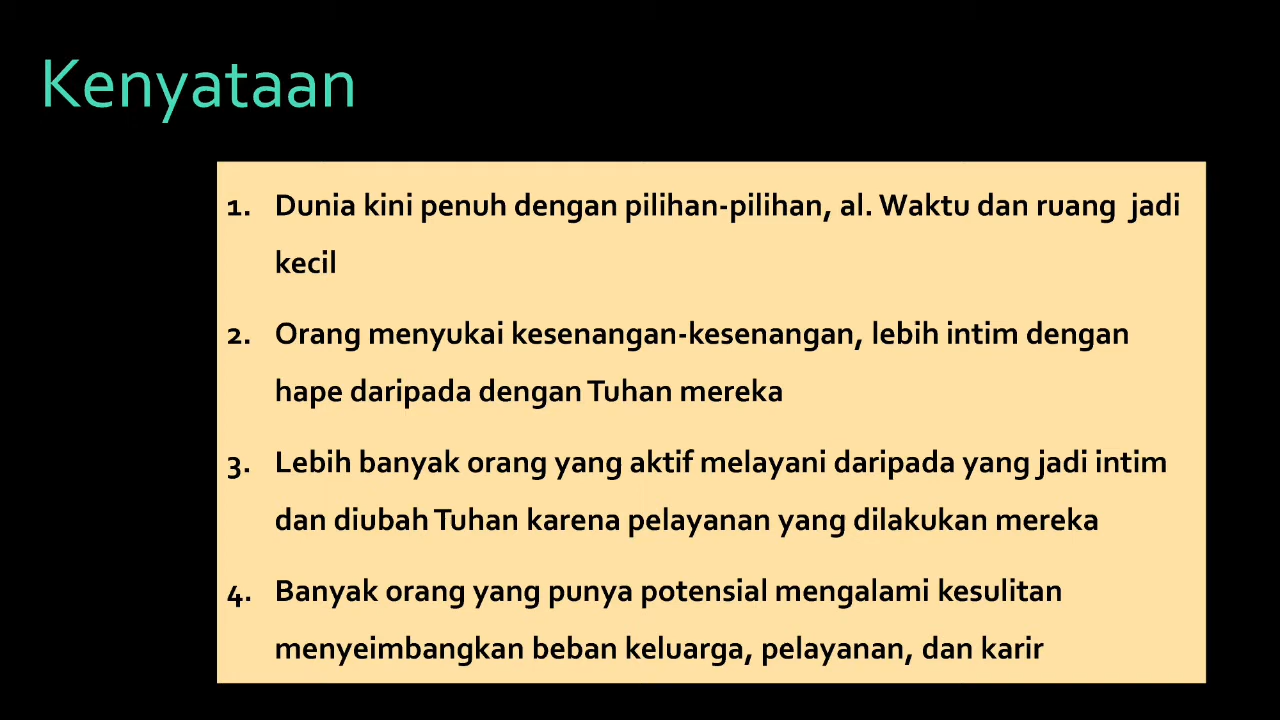 Kenyataan
1. Dunia kini penuh dengan pilihan-pilihan, al. Waktu dan ruang jadi
kecil
2. Orang menyukai kesenangan-kesenangan, lebih intim dengan
hape daripada dengan Tuhan mereka
3. Lebih banyak orang yang aktif melayani daripada yang jadi intim
dan diubah Tuhan karena pelayanan yang dilakukan mereka
4. Banyak orang yang punya potensial mengalami kesulitan
menyeimbangkan beban keluarga, pelayanan, dan karir